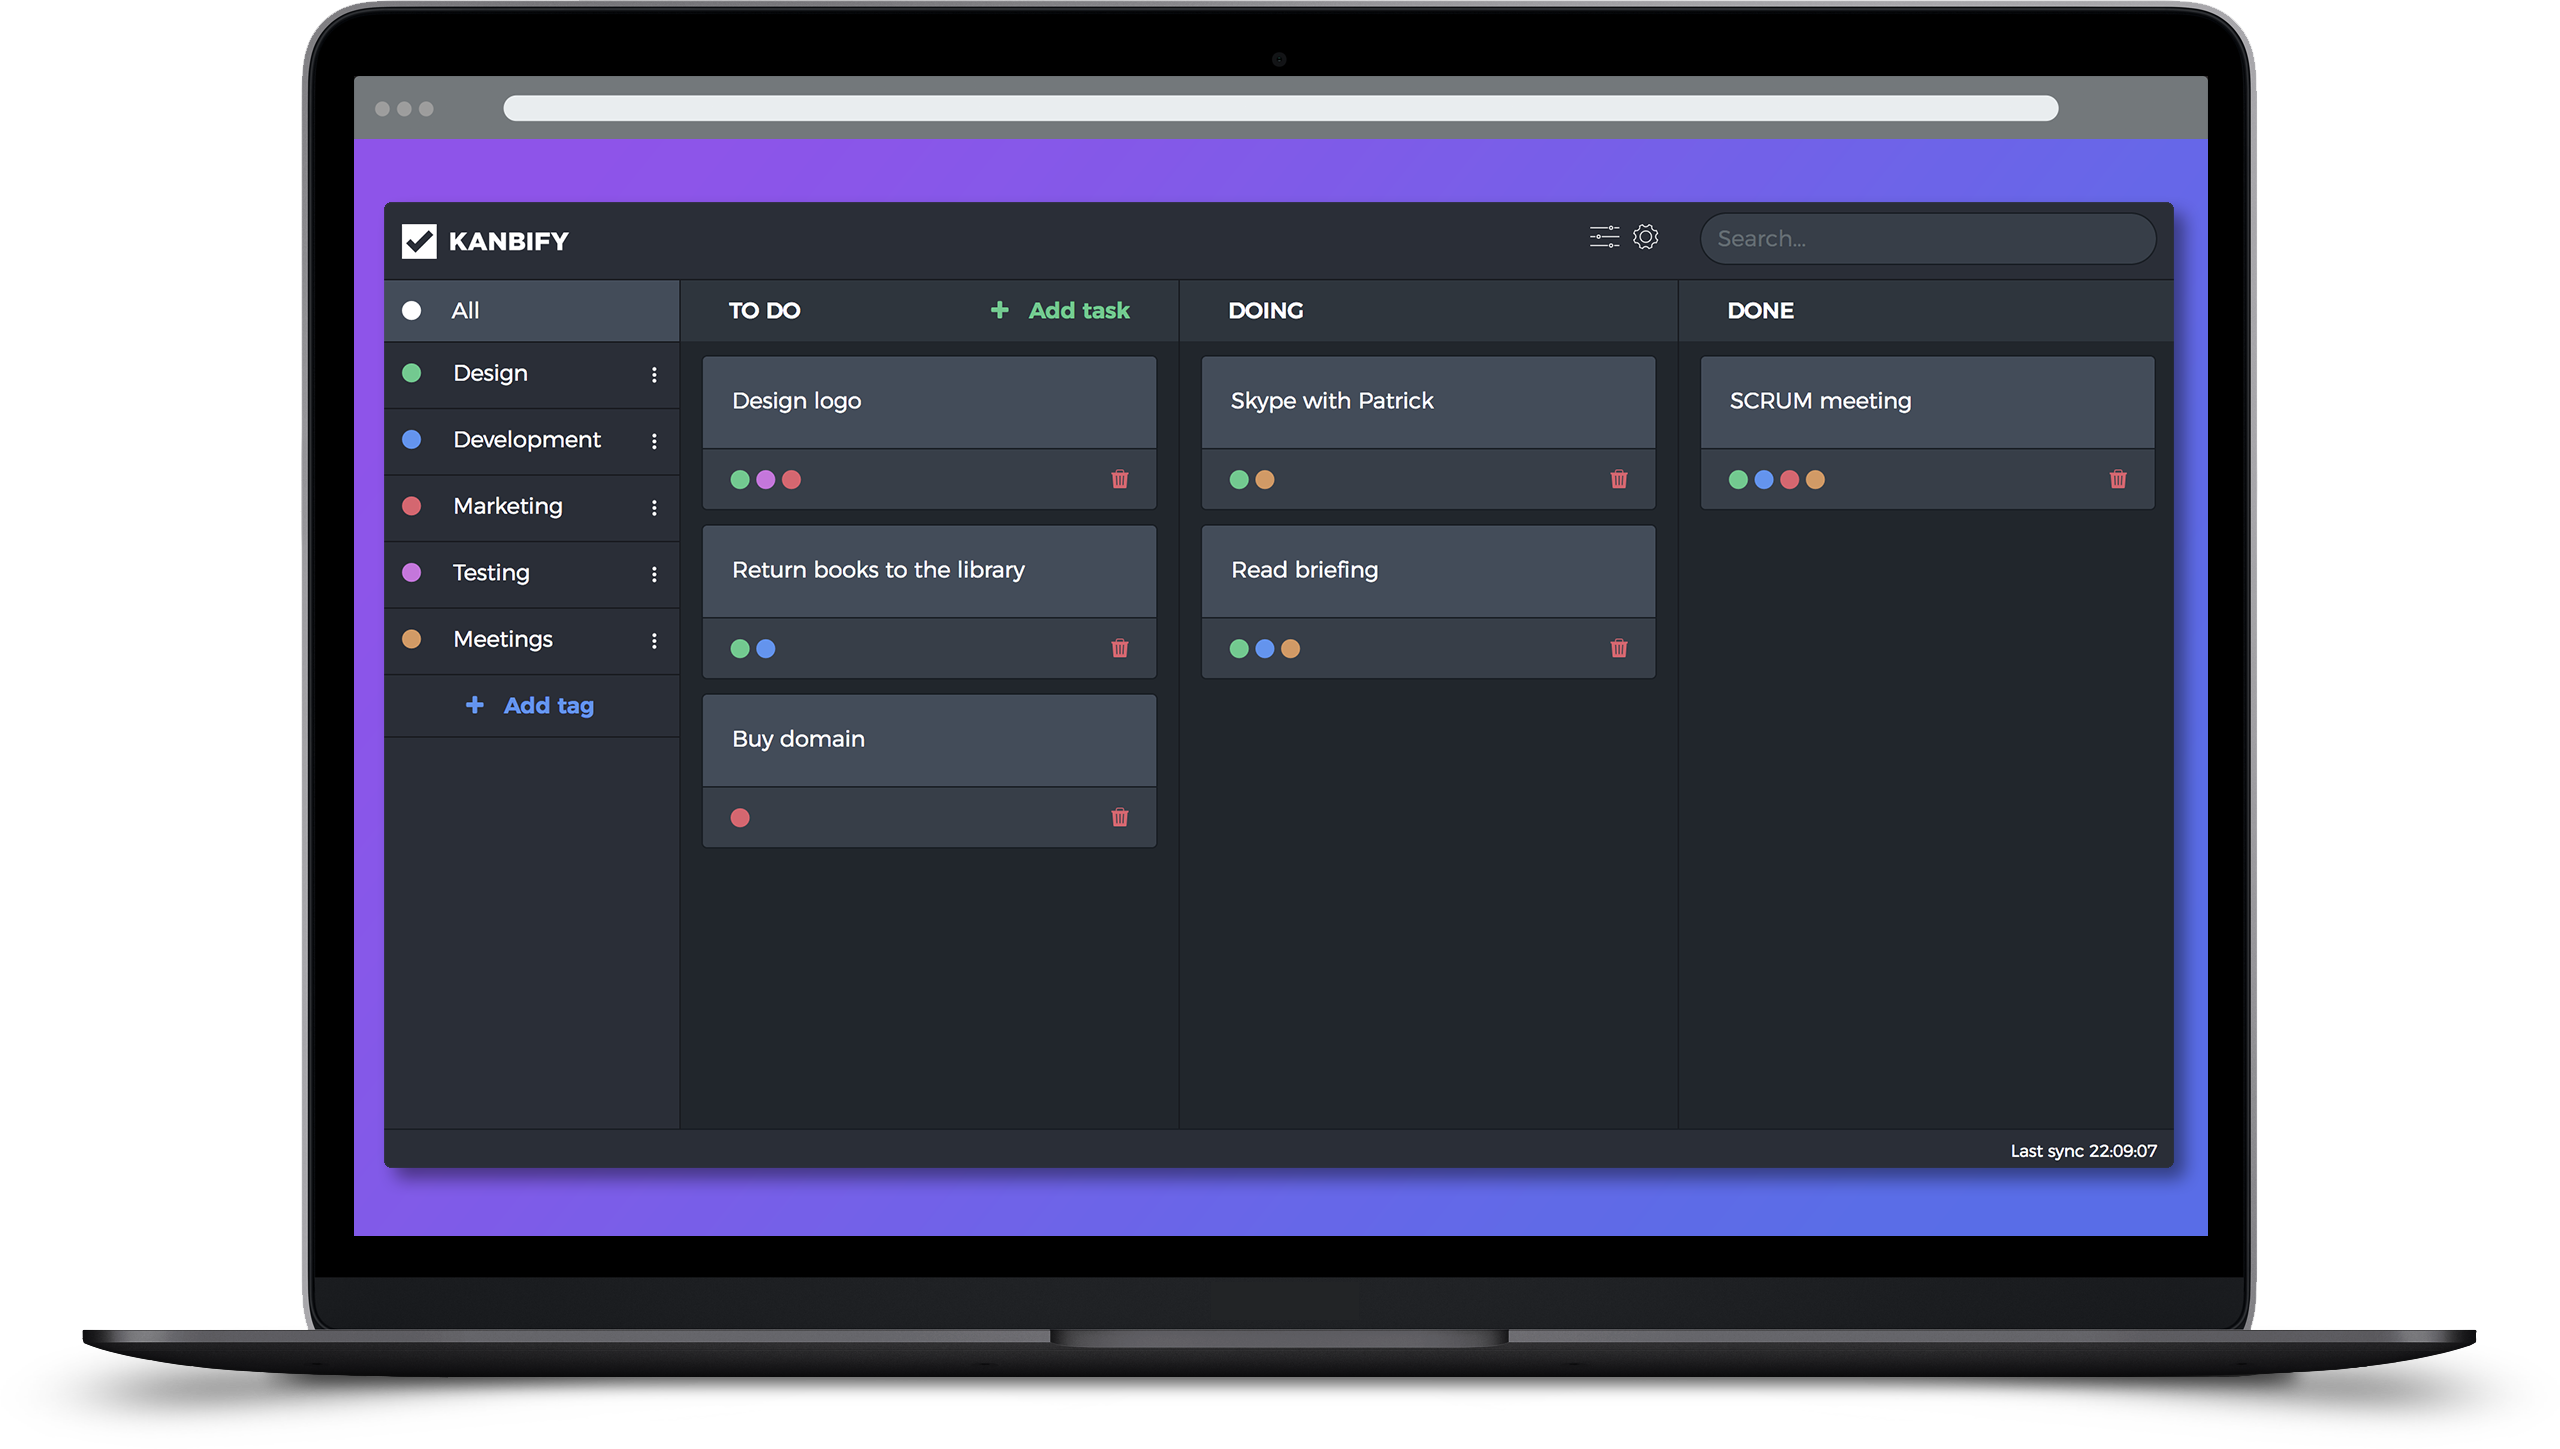 KANBIFY
Search...
All
Design
Development
Marketing
Testing
Meetings
Add tag
TO DO
Add task
Design logo
Return books to the library
Buy domain
DOING
Skype with Patrick
Read briefing
DONE
SCRUM meeting
Last sync 22:09:07